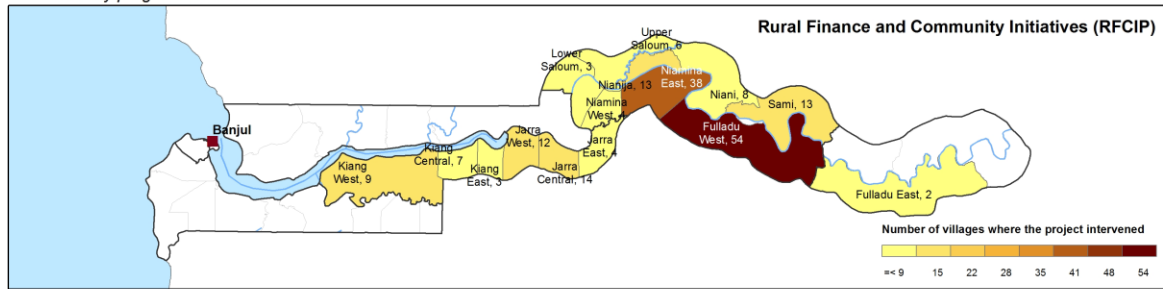 Rural Finance and Community Initiatives (RFCIP)
Upper
Saloum, 6
Lower
Saloum, 3
Niamina
East, 38
Nianija, 13
Niani, 8
Niamina
West, 4
Sami, 13
Banjul
Fulladu
West, 54
Jarra
West, 12
Jarra
East, 4
Kiang
Central, 7
Kiang
West, 9
Kiang
East, 3
Jarra
Central, 14
Fulladu East, 2
Number of villages where the project intervened
=< 9 15 22 28 35 41 48 54